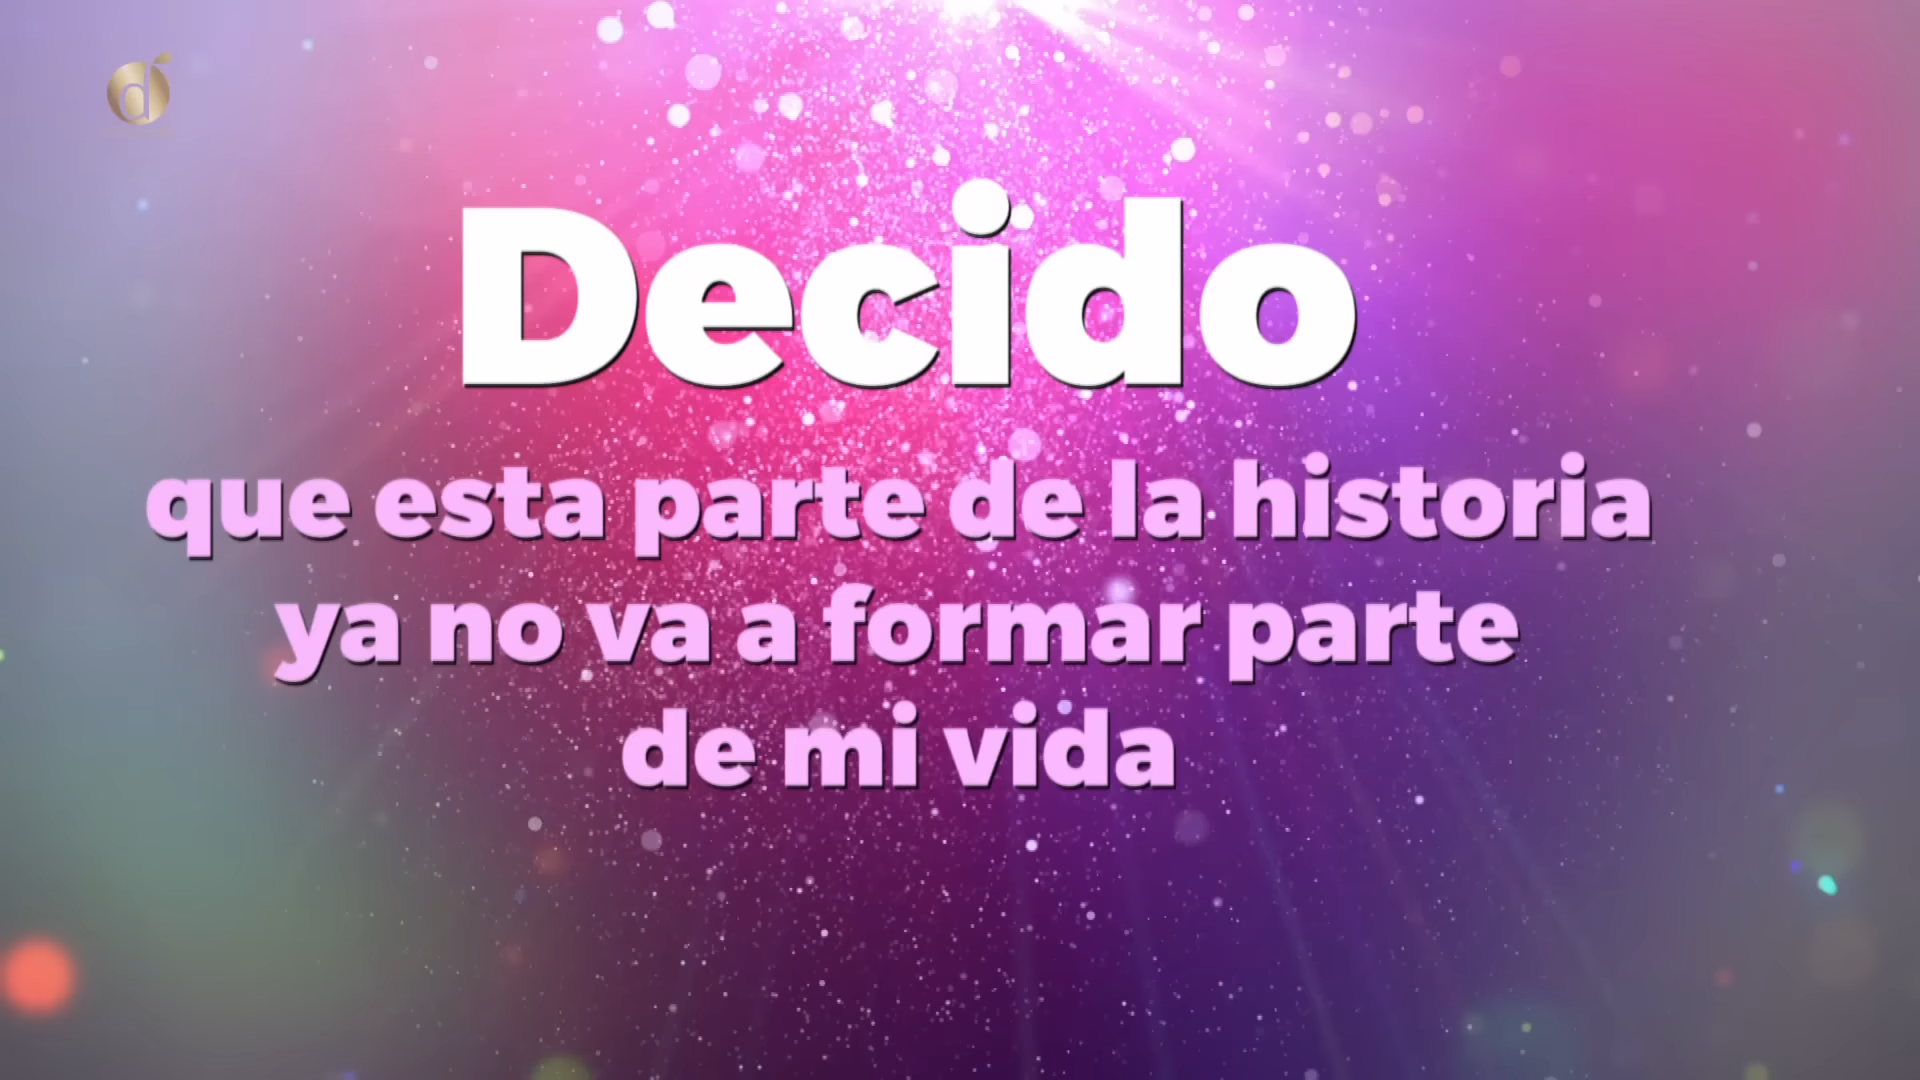 d
Decido
que esta parte de la historia
ya no va a formar parte
de mi vida